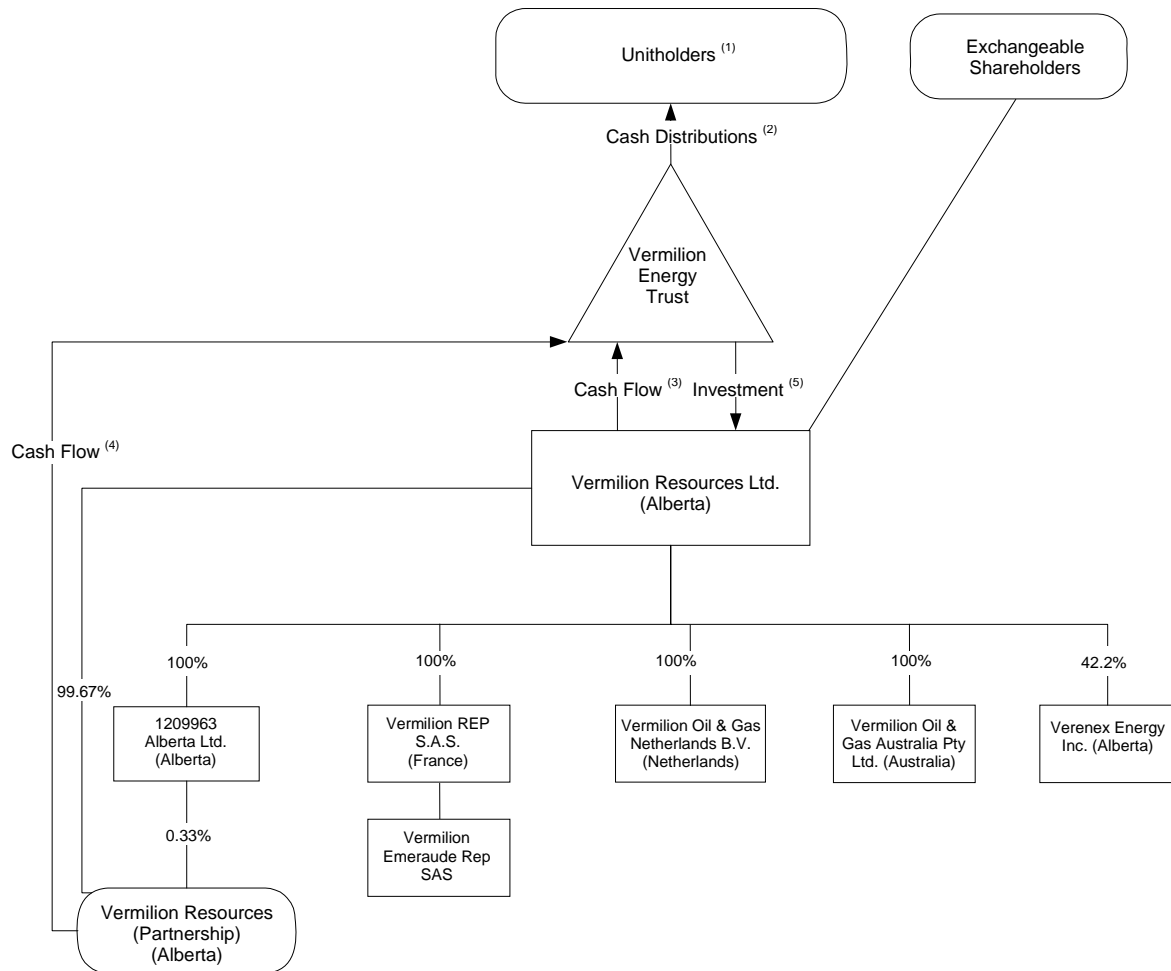 Unitholders (1)
Exchangeable
Shareholders
Cash Distributions (2)
Vermilion
Energy
Trust
Cash Flow (3)
Investment (5)
Cash Flow (4)
Vermilion Resources Ltd.
(Alberta)
99.67%
100%
100%
100%
100%
42.2%
1209963
Alberta Ltd.
(Alberta)
Vermilion REP
S.A.S.
(France)
Vermilion Oil & Gas
Netherlands B.V.
(Netherlands)
Vermilion Oil &
Gas Australia Pty
Ltd. (Australia)
Verenex Energy
Inc. (Alberta)
0.33%
Vermilion
Emeraude Rep
SAS
Vermilion Resources
(Partnership)
(Alberta)